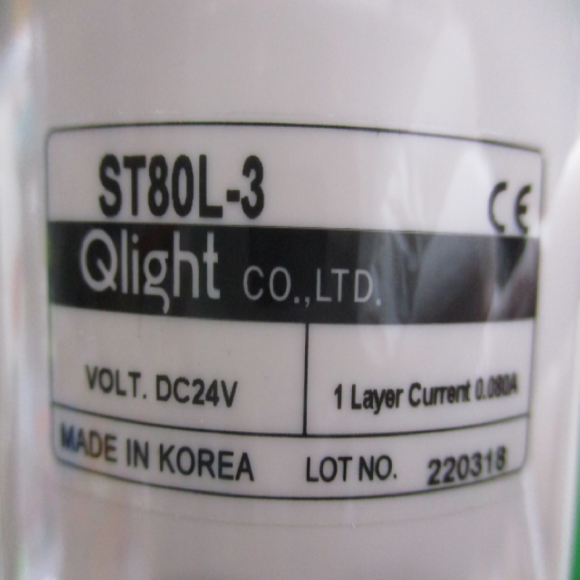 ST80L-3
CE
Qlight CO.,LTD.
VOLT. DC24V
1 Layer Current 0.080A
MADE IN KOREA
LOT NO. 220318